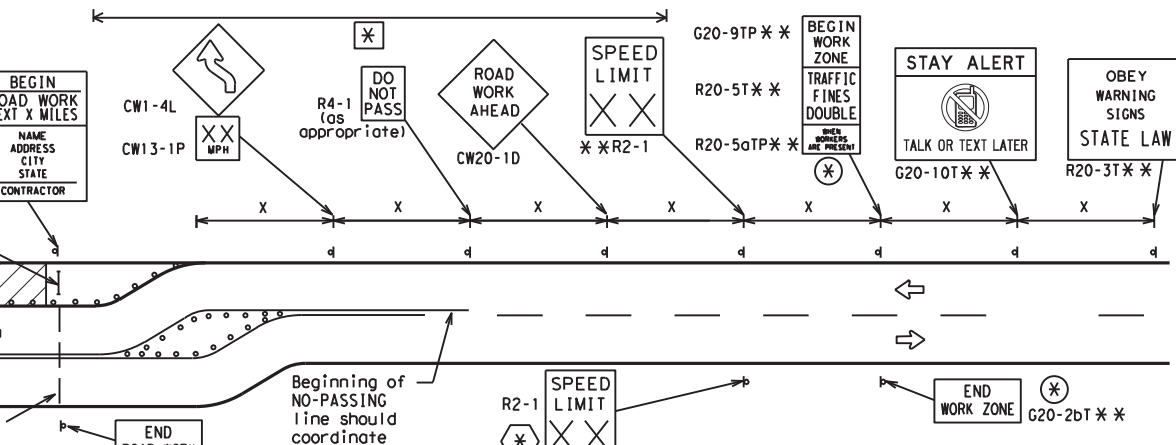 BEGIN
ROAD WORK
NEXT X MILES
NAME
ADDRESS
CITY
STATE
CONTRACTOR
CW1-4L
CW13-1P
XX
MPH
*
R4-1
(as
appropriate)
DO
NOT
PASS
ROAD
WORK
AHEAD
CW20-1D
SPEED
LIMIT
XX
* * R2-1
G20-9TP * *
R20-5T * *
R20-5aTP * *
BEGIN
WORK
ZONE
TRAFFIC
FINES
DOUBLE
WHEN
WORKERS
ARE PRESENT
*
STAY ALERT
TALK OR TEXT LATER
G20-10T * *
OBEY
WARNING
SIGNS
STATE LAW
R20-3T * *
X X X X X X X
Beginning of
NO-PASSING
line should
coordinate
R2-1
*
SPEED
LIMIT
XX
END
WORK ZONE
*
G20-2bT * *
END
ROAD WORK